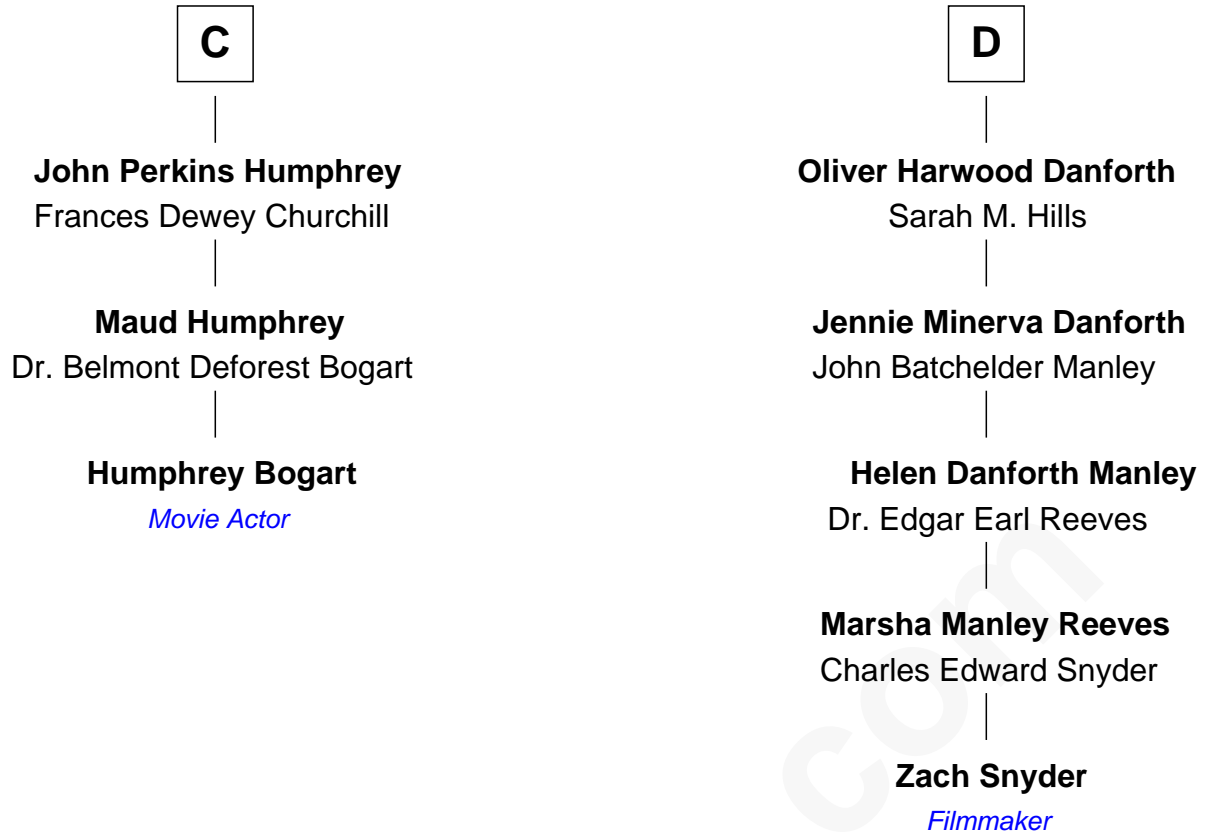 C
John Perkins Humphrey
Frances Dewey Churchill
Maud Humphrey
Dr. Belmont Deforest Bogart
Humphrey Bogart
Movie Actor
D
Oliver Harwood Danforth
Sarah M. Hills
Jennie Minerva Danforth
John Batchelder Manley
Helen Danforth Manley
Dr. Edgar Earl Reeves
Marsha Manley Reeves
Charles Edward Snyder
Zach Snyder
Filmmaker
com